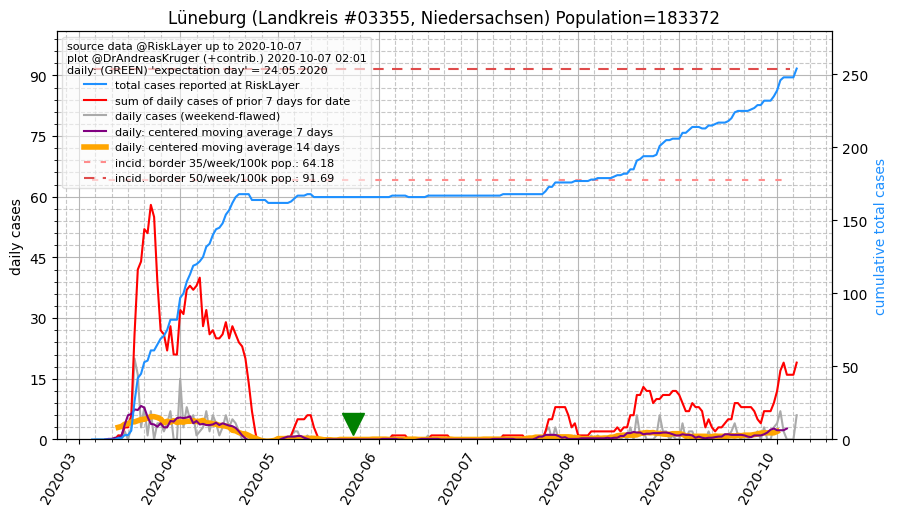 Lüneburg (Landkreis #03355, Niedersachsen) Population=183372
source data @RiskLayer up to 2020-10-07
plot @DrAndreasKruger (+contrib.) 2020-10-07 02:01
daily: (GREEN) 'expectation day' = 24.05.2020
total cases reported at RiskLayer
sum of daily cases of prior 7 days for date
daily cases (weekend-flawed)
daily: centered moving average 7 days
daily: centered moving average 14 days
incid. border 35/week/100k pop.: 64.18
incid. border 50/week/100k pop.: 91.69
daily cases
90
75
60
45
30
15
0
250
200
150
100
50
0
cumulative total cases
2020-03
2020-04
2020-05
2020-06
2020-07
2020-08
2020-09
2020-10